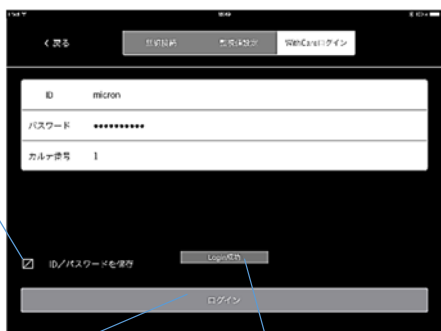 iPad
く 戻る
WithCareログイン
ID micron
パスワード ●●●●●●●●●●
カルテ番号 1
ID/パスワードを保存
Login成功
ログイン